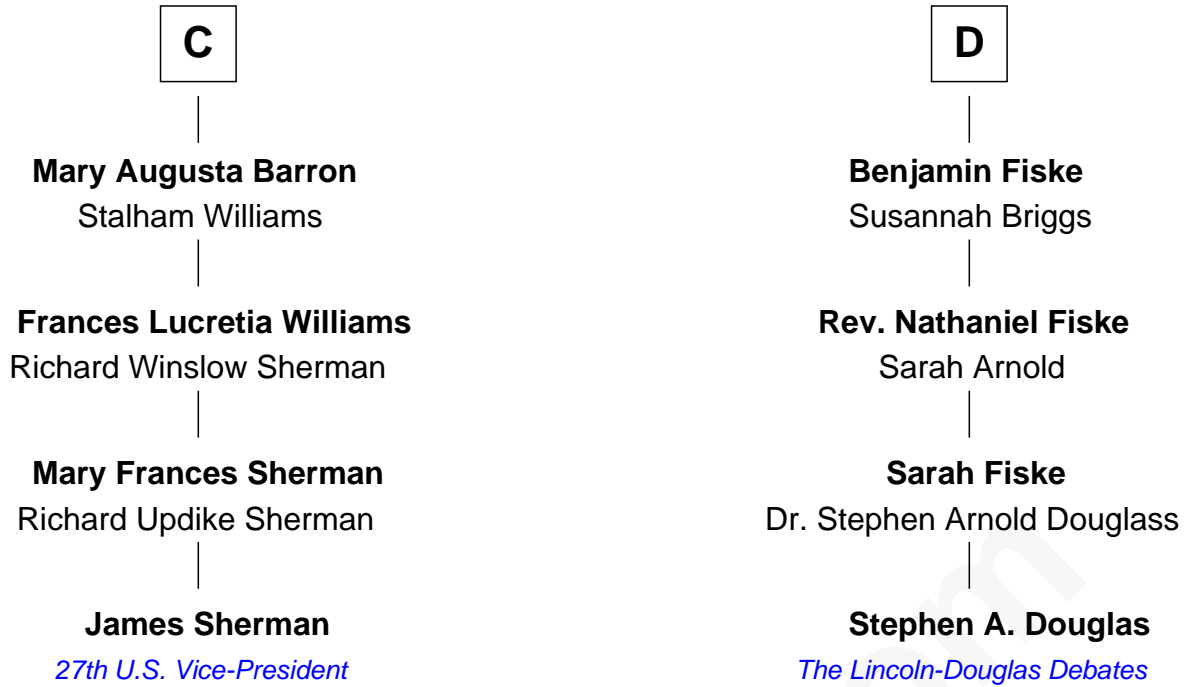 C
Mary Augusta Barron
Stalham Williams
Frances Lucretia Williams
Richard Winslow Sherman
Mary Frances Sherman
Richard Updike Sherman
James Sherman
27th U.S. Vice-President
D
Benjamin Fiske
Susannah Briggs
Rev. Nathaniel Fiske
Sarah Arnold
Sarah Fiske
Dr. Stephen Arnold Douglass
Stephen A. Douglas
The Lincoln-Douglas Debates